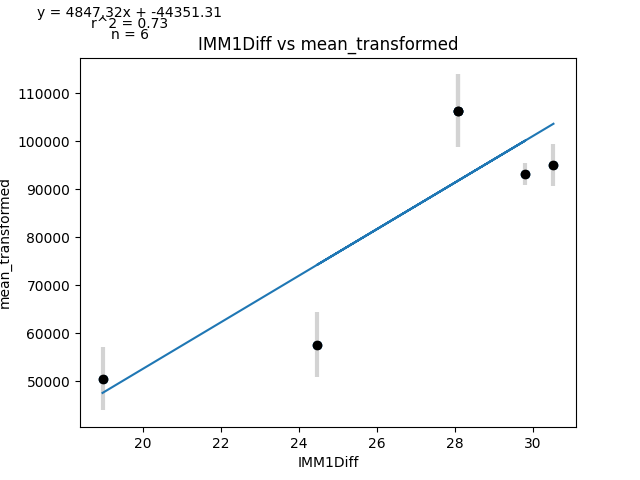 y = 4847.32x + -44351.31
r^2 = 0.73
n = 6
IMM1Diff vs mean_transformed
110000
100000
90000
80000
70000
60000
50000
mean_transformed
20
22
24
26
28
30
IMM1Diff